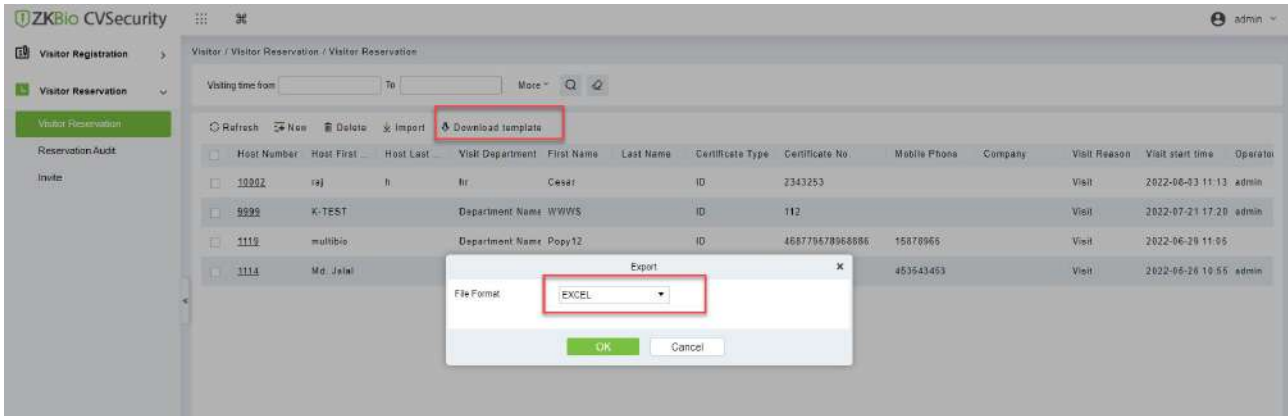 ZKBio CVSecurity
admin
Visitor Registration
Visitor / Visitor Reservation / Visitor Reservation
Visitor Reservation
Visiting time from To More
Visitor Reservation
Refresh New Delete Import Download template
Reservation Audit
Host Number Host First ... Host Last ... Visit Department First Name Last Name Certificate Type Certificate No. Mobile Phone Company Visit Reason Visit start time Operator
Invite
10002 raj h hr Cesar ID 2343253 Visit 2022-08-03 11:13 admin
9999 K-TEST Department Name WWWS ID 112 Visit 2022-07-21 17:20 admin
1119 multibio Department Name Popy12 ID 468779678968886 15878966 Visit 2022-06-29 11:05
1114 Md. Jalal 453543453 Visit 2022-06-26 10:55 admin
Export
File Format EXCEL
OK Cancel